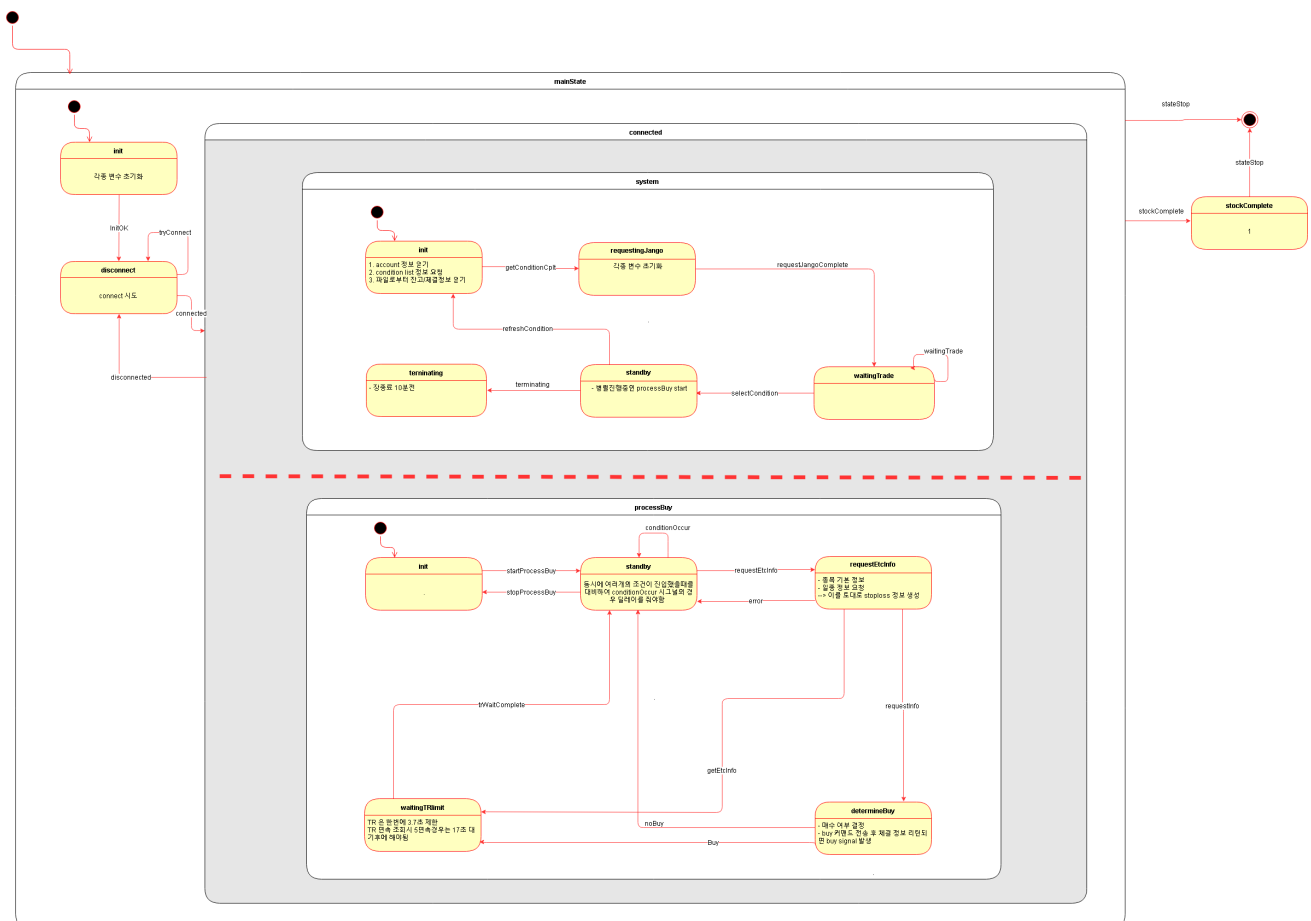 mainState
stateStop
connected
init
각종 변수 초기화
stateStop
system
stockComplete
1
stockComplete
InitOK
tryConnect
init
1. account 정보 얻기
2. condition list 정보 요청
3. 파일로부터 잔고/체결정보 얻기
getConditionCplt
requestingJango
각종 변수 초기화
requestJangoComplete
disconnect
connect 시도
connected
refreshCondition
waitingTrade
disconnected
terninating
- 장종료 10분전
terminating
standby
- 병렬진행중인 processBuy start
selectCondition
waitingTrade
processBuy
conditionOccur
init
startProcessBuy
stopProcessBuy
standby
동시에 여러개의 조건이 진입했을때를
대비하여 conditionOccur 시그널의 경
우 딜레이를 줘야함
requestEtcInfo
error
requestEtcInfo
- 종목 기본 정보
- 일종 정보 요청
--> 이를 토대로 stoploss 정보 생성
trWaitComplete
requestInfo
getEtcInfo
waitingTRlimit
TR 은 한번에 3.7초 제한
TR 연속 조회시 5연속경우는 17초 대
기후에 해야됨
noBuy
Buy
determineBuy
- 매수 여부 결정
- buy 커맨드 전송 후 체결 정보 리턴되
면 buy signal 발생